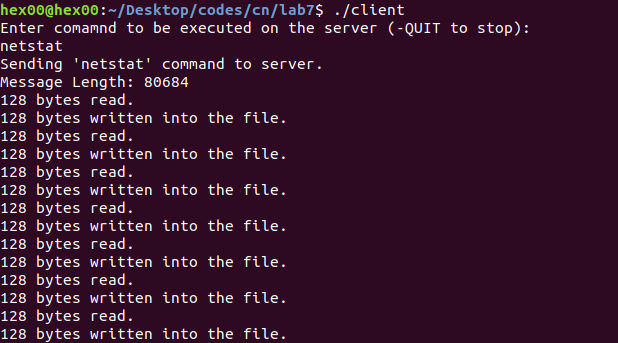 hex00@hex00:~/Desktop/codes/cn/lab7$ ./client
Enter comamnd to be executed on the server (-QUIT to stop):
netstat
Sending 'netstat' command to server.
Message Length: 80684
128 bytes read.
128 bytes written into the file.
128 bytes read.
128 bytes written into the file.
128 bytes read.
128 bytes written into the file.
128 bytes read.
128 bytes written into the file.
128 bytes read.
128 bytes written into the file.
128 bytes read.
128 bytes written into the file.
128 bytes read.
128 bytes written into the file.